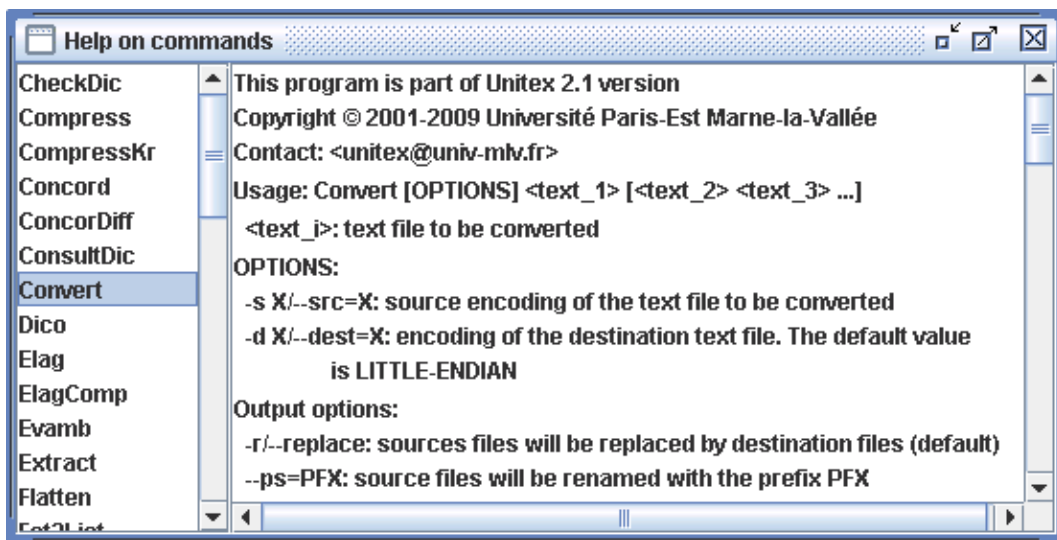 Help on commands
CheckDic
Compress
CompressKr
Concord
ConcorDiff
ConsultDic
Convert
Dico
Elag
ElagComp
Evamb
Extract
Flatten
This program is part of Unitex 2.1 version
Copyright © 2001-2009 Université Paris-Est Marne-la-Vallée
Contact: <unitex@univ-mlv.fr>
Usage: Convert [OPTIONS] <text_1> [<text_2> <text_3> ...]
<text_i>: text file to be converted
OPTIONS:
-s X/--src=X: source encoding of the text file to be converted
-d X/--dest=X: encoding of the destination text file. The default value
is LITTLE-ENDIAN
Output options:
-r/--replace: sources files will be replaced by destination files (default)
--ps=PFX: source files will be renamed with the prefix PFX